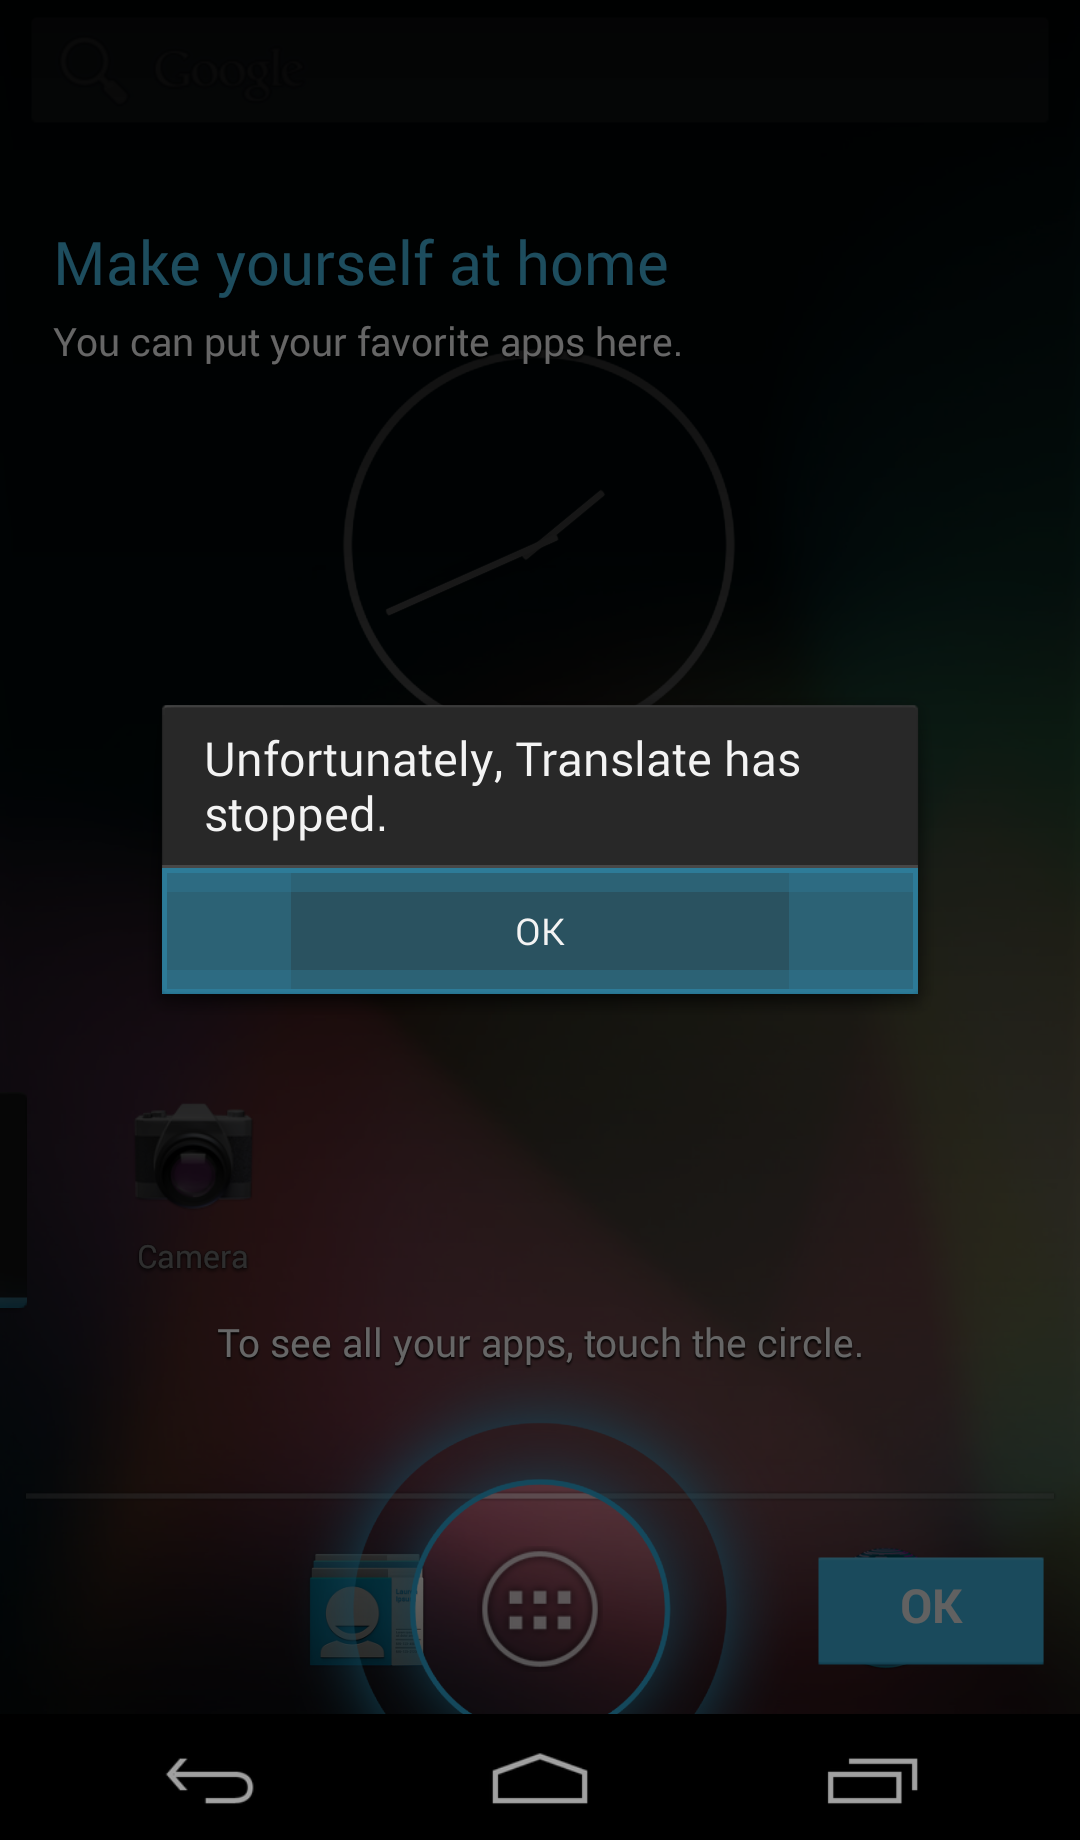 Google
Make yourself at home
You can put your favorite apps here.
Unfortunately, Translate has
stopped.
OK
Camera
To see all your apps, touch the circle.
OK